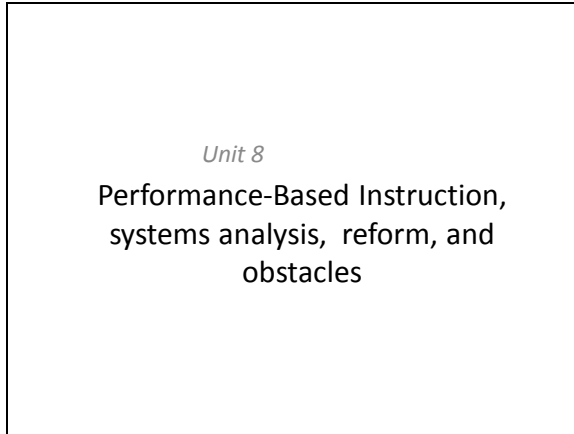 Unit 8
Performance-Based Instruction,
systems analysis,  reform, and
obstacles